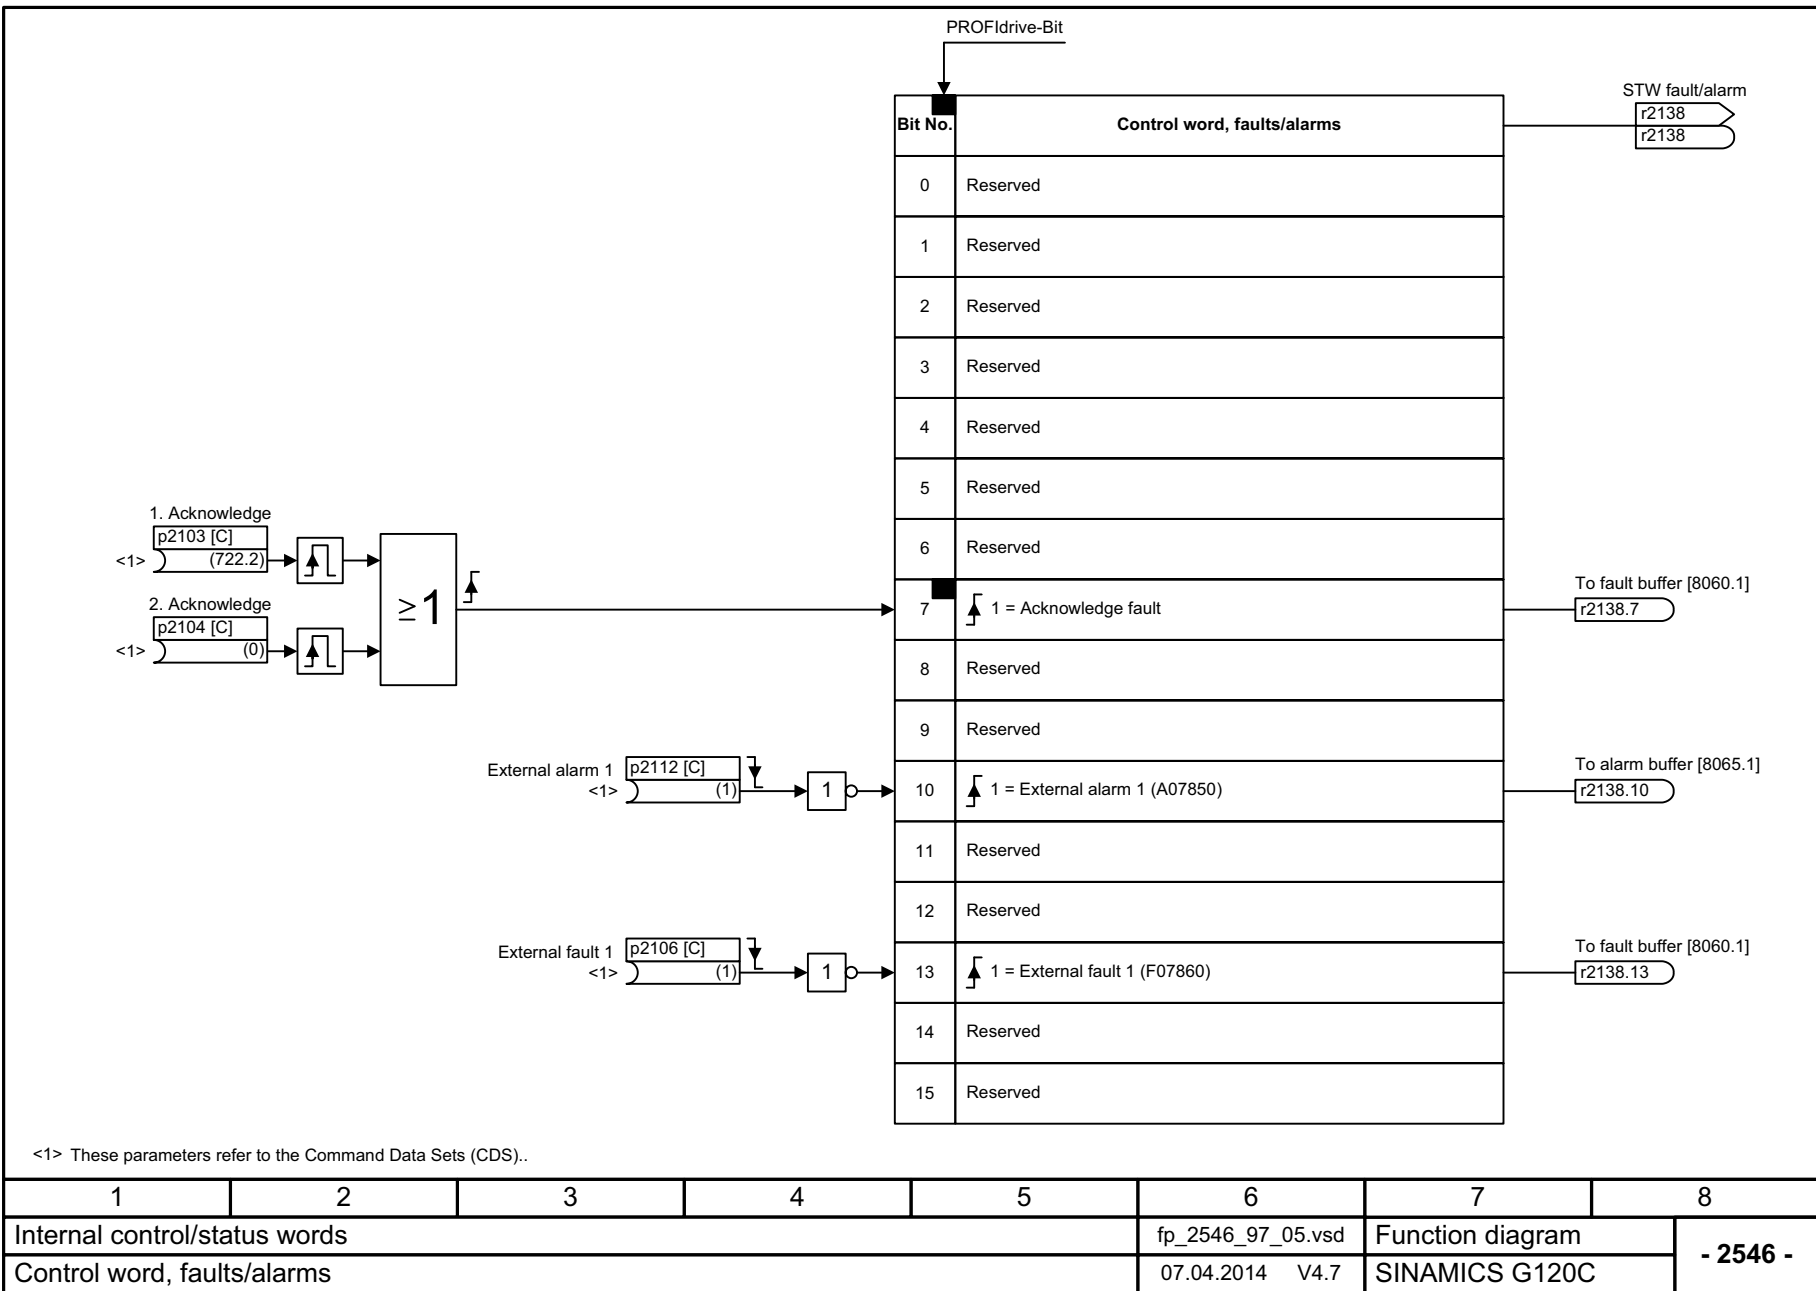 PROFIdrive-Bit
STW fault/alarm
r2138
r2138
Bit No. Control word, faults/alarms
0 Reserved
1 Reserved
2 Reserved
3 Reserved
4 Reserved
5 Reserved
6 Reserved
1. Acknowledge
p2103 [C]
<1> (722.2)
2. Acknowledge
p2104 [C]
<1> (0)
≥1
7 1 = Acknowledge fault
To fault buffer [8060.1]
r2138.7
8 Reserved
9 Reserved
External alarm 1 p2112 [C]
<1> (1)
1
10 1 = External alarm 1 (A07850)
To alarm buffer [8065.1]
r2138.10
11 Reserved
12 Reserved
External fault 1 p2106 [C]
<1> (1)
1
13 1 = External fault 1 (F07860)
To fault buffer [8060.1]
r2138.13
14 Reserved
15 Reserved
<1> These parameters refer to the Command Data Sets (CDS)..
1 2 3 4 5 6 7 8
Internal control/status words fp_2546_97_05.vsd Function diagram
- 2546 -
Control word, faults/alarms 07.04.2014 V4.7 SINAMICS G120C